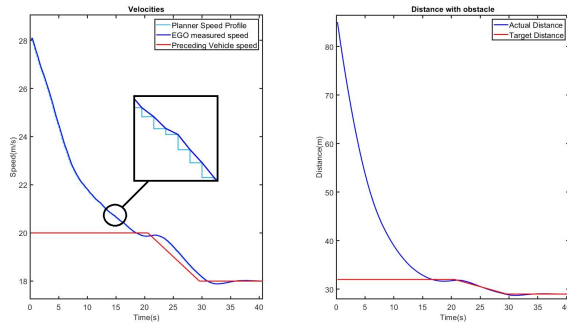 Velocities
Planner Speed Profile
EGO measured speed
Preceding Vehicle speed
Speed(m/s)
28
26
24
22
20
18
0 5 10 15 20 25 30 35 40
Time(s)
Distance with obstacle
Actual Distance
Target Distance
Distance(m)
80
70
60
50
40
30
0 5 10 15 20 25 30 35 40
Time(s)